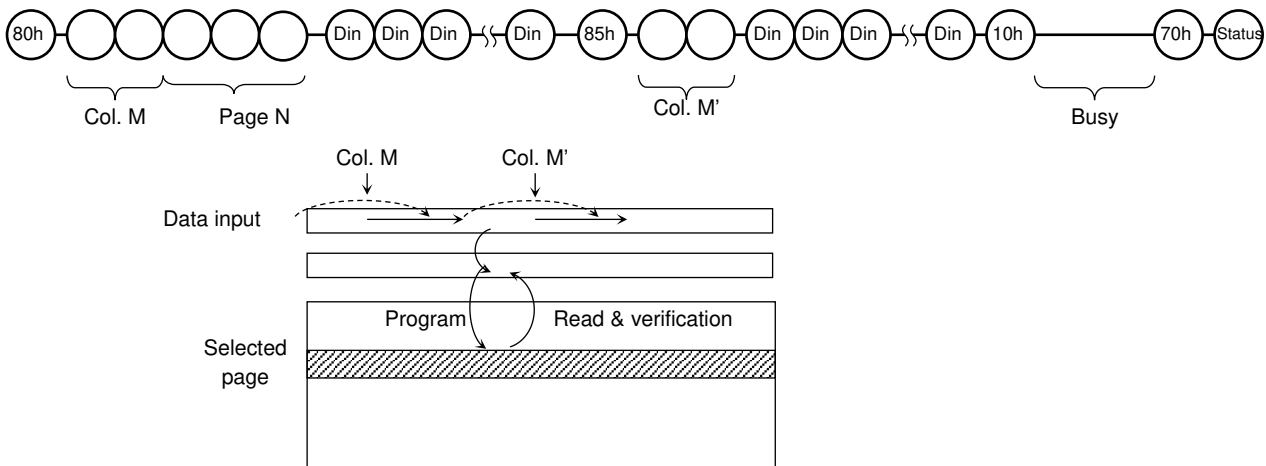 80h Din Din Din Din 85h Din Din Din Din 10h 70h Status
Col. M Page N Col. M’ Busy
Col. M Col. M’
Data input
Program Read & verification
Selected
page